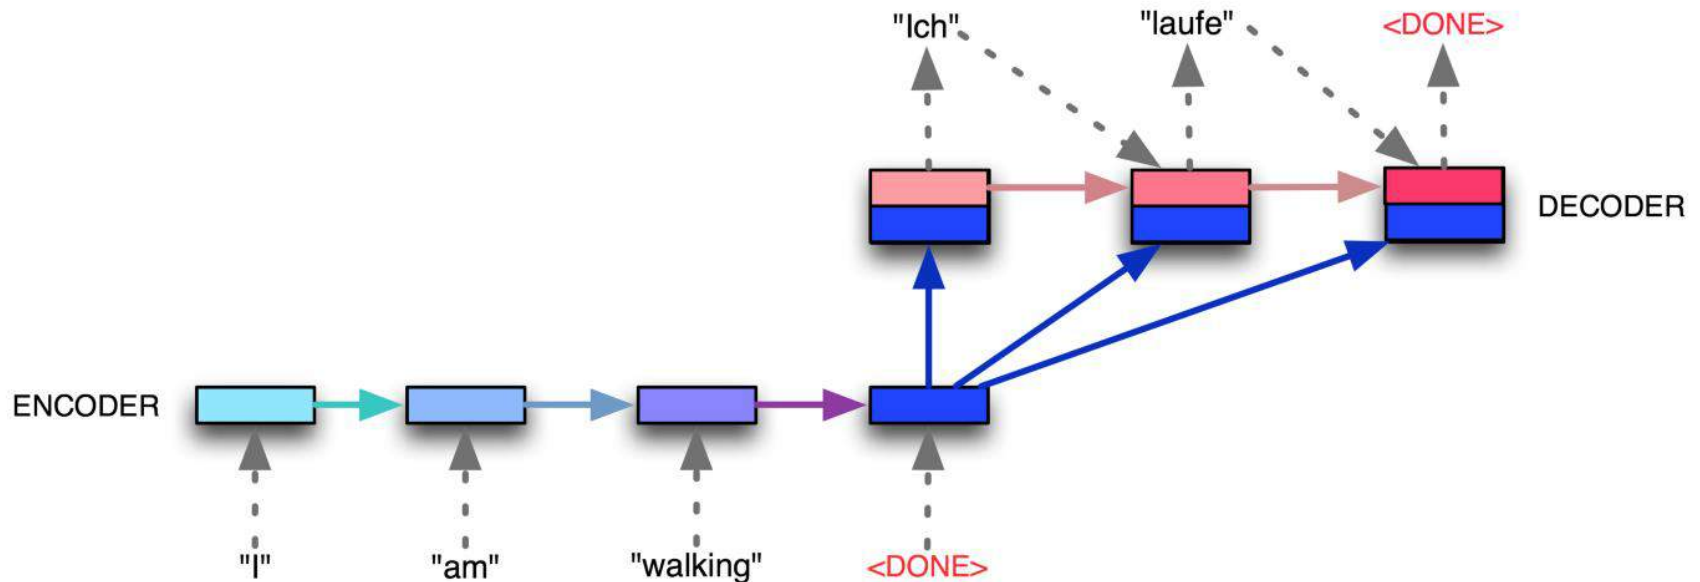 "Ich" "laufe" <DONE>
DECODER
ENCODER
"I" "am" "walking" <DONE>